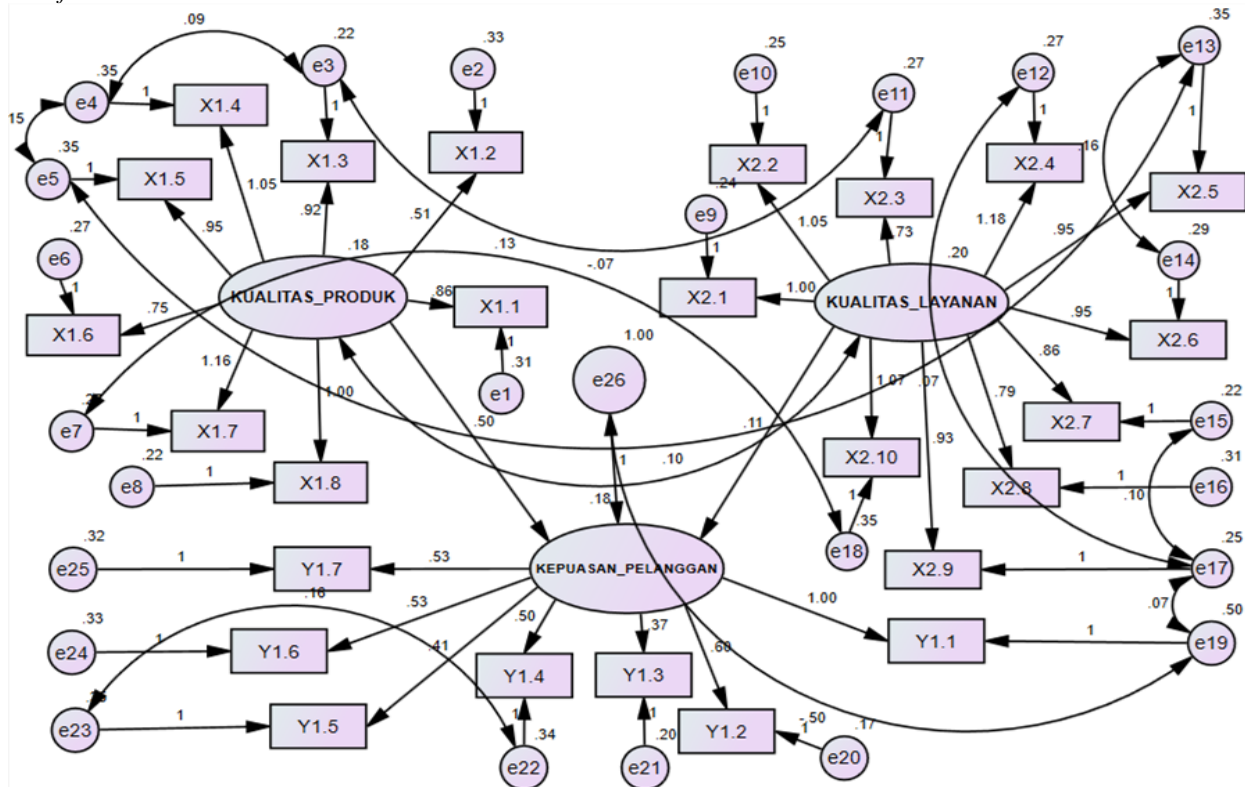 .09
.22
.33
.35
e3
e2
e4
.35
1
X1.4
1
1
.25
e10
.27
e11
.27
e12
e13
.35
15
e5
.35
1
X1.5
X1.3
X1.2
1
X2.2
1
X2.3
1
X2.4
.16
1
X2.5
1.05
.92
.51
.95
.27
e6
1
.24
e9
1
1.05
.73
1.18
.20
.95
e14
.29
1
.18
.13
-.07
X1.6
.75
KUALITAS_PRODUK
.86
X1.1
X2.1
1.00
KUALITAS_LAYANAN
.95
X2.6
1.16
1.00
1
.31
e1
1.00
e26
1.07
.07
.79
.86
X2.7
1
.22
e15
e7
1
X1.7
.50
.11
X2.10
.93
.22
e8
1
X1.8
1
.10
.18
1
.35
e18
X2.8
1
.31
e16
.10
.32
e25
1
Y1.7
.53
KEPUASAN_PELANGGAN
X2.9
1
.25
e17
.33
e24
1
Y1.6
.53
.50
.37
1.00
.07
.41
.60
Y1.1
1
.50
e19
Y1.4
Y1.3
e23
1
Y1.5
1
.34
e22
1
.20
e21
Y1.2
-.50
1
.17
e20